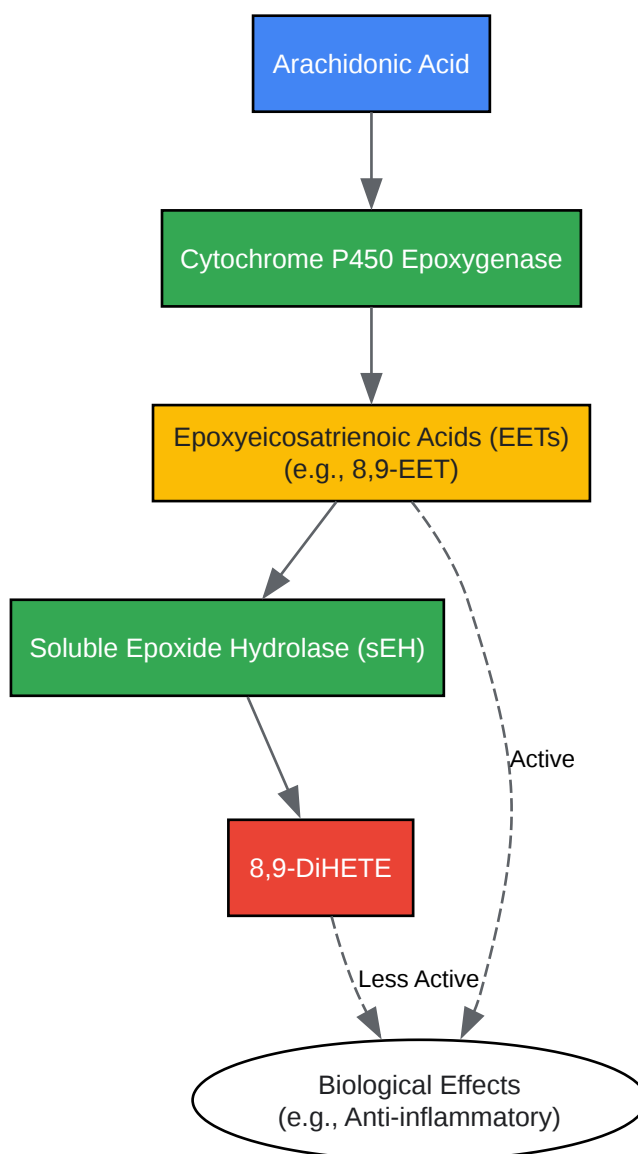 Arachidonic Acid
Cytochrome P450 Epoxygenase
Epoxyeicosatrienoic Acids (EETs)
(e.g., 8,9-EET)
Soluble Epoxide Hydrolase (sEH)
Active
8,9-DiHETE
Less Active
Biological Effects
(e.g., Anti-inflammatory)